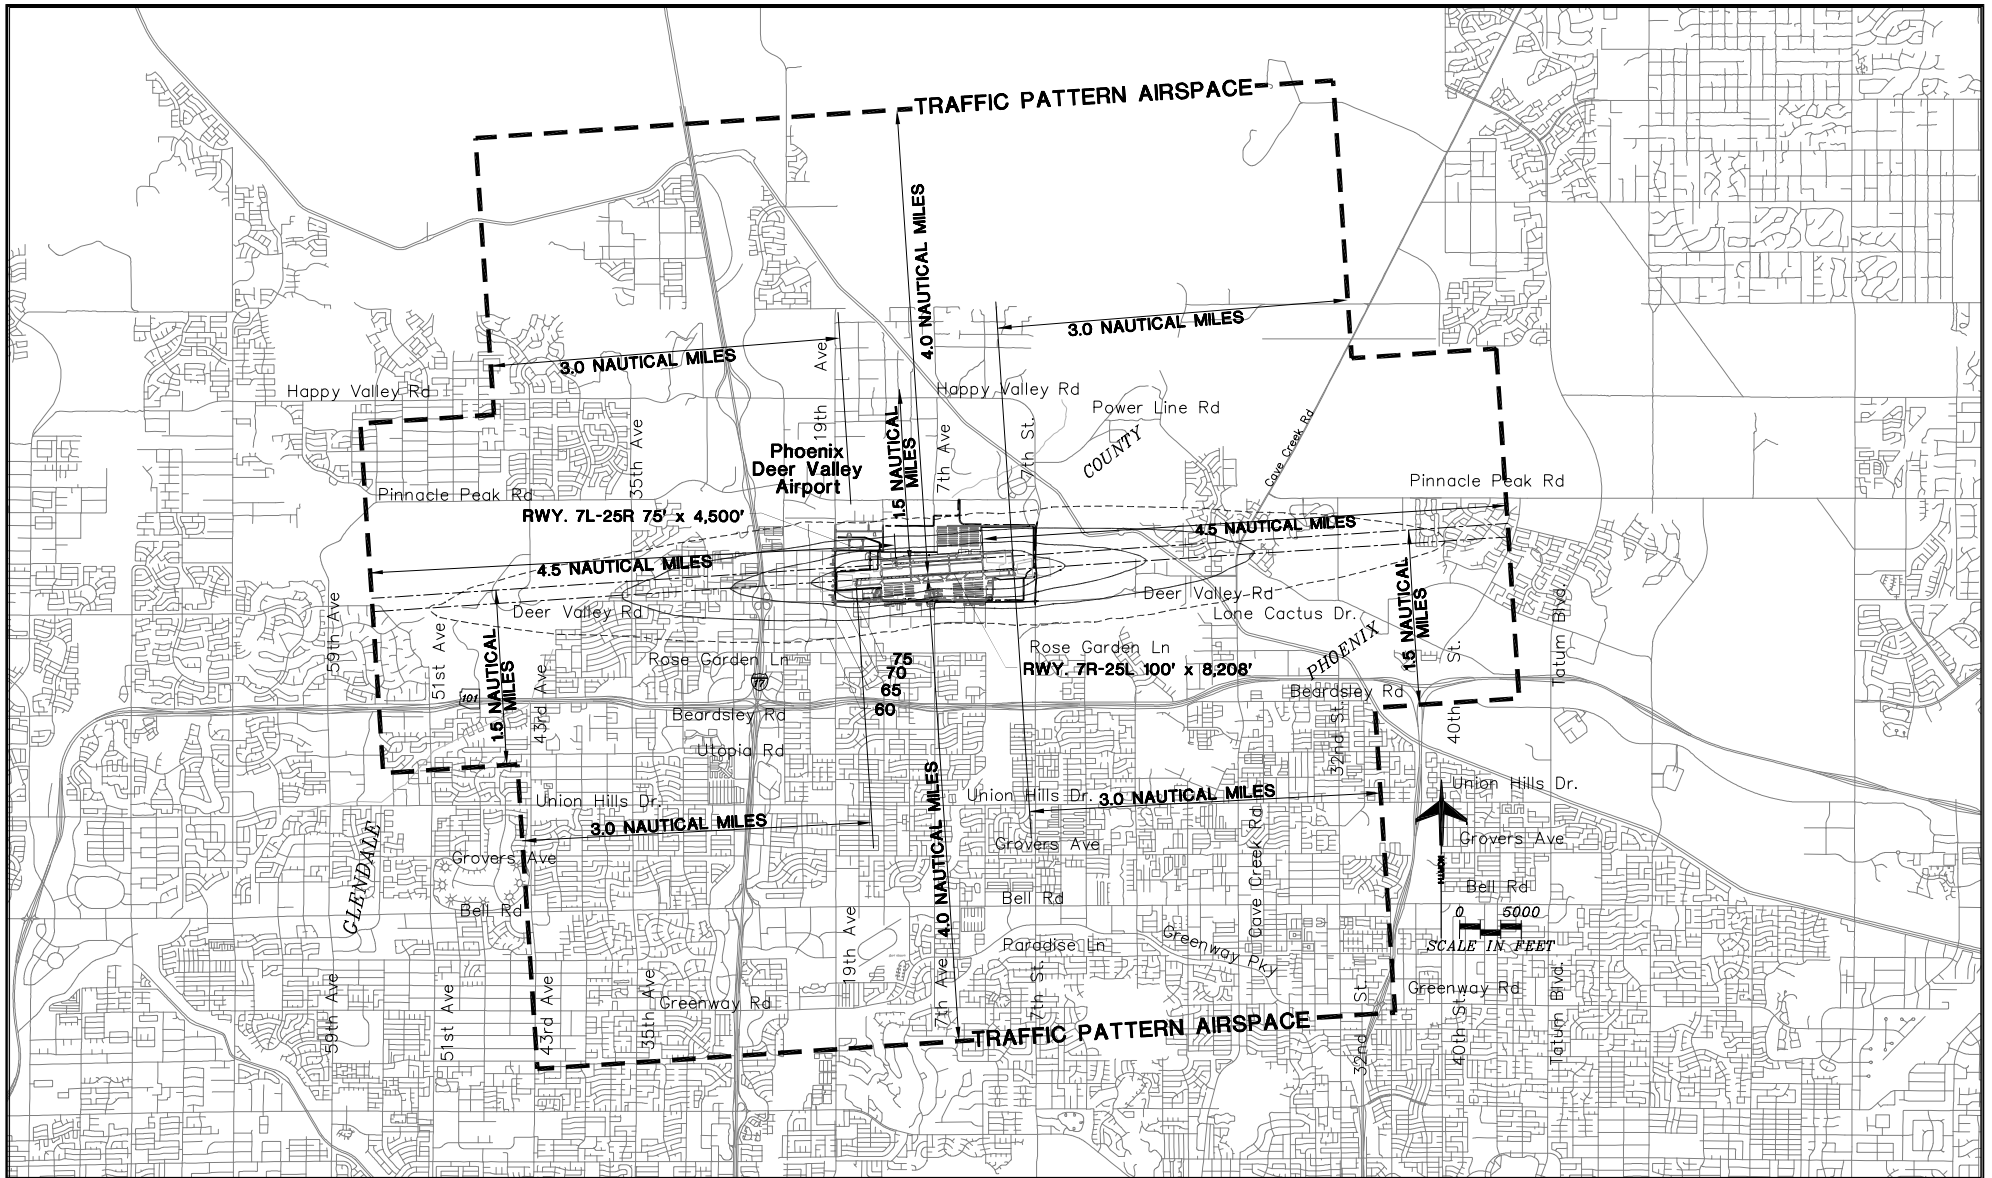 TRAFFIC PATTERN AIRSPACE
4.0 NAUTICAL MILES
3.0 NAUTICAL MILES
3.0 NAUTICAL MILES
19th Ave
Happy Valley Rd
Happy Valley Rd
Power Line Rd
Cave Creek Rd
COUNTY
35th Ave
1.5 NAUTICAL
MILES
7th Ave
7th St.
Phoenix
Deer Valley
Airport
Pinnacle Peak Rd
Pinnacle Peak Rd
RWY. 7L-25R 75' x 4,500'
4.5 NAUTICAL MILES
4.5 NAUTICAL MILES
Deer Valley Rd
Deer Valley Rd
Lone Cactus Dr.
59th Ave
51st Ave
43rd Ave
1.5 NAUTICAL
MILES
1.5 NAUTICAL
MILES
PHOENIX
St.
Tatum Blvd.
Rose Garden Ln
Rose Garden Ln
75
70
65
60
RWY. 7R-25L 100' x 8,208'
101
Beardsley Rd
Beardsley Rd
32nd St.
40th
Utopia Rd
Union Hills Dr.
Union Hills Dr.
Union Hills Dr.
4.0 NAUTICAL MILES
3.0 NAUTICAL MILES
3.0 NAUTICAL MILES
Grovers Ave
Grovers Ave
Grovers Ave
Cave Creek Rd
GLENDALE
NORTH
Bell Rd
Bell Rd
Bell Rd
0 5000
SCALE IN FEET
19th Ave
Paradise Ln
Greenway Pky
Greenway Rd
Greenway Rd
59th Ave
51st Ave
43rd Ave
35th Ave
7th Ave
7th St.
32nd St.
40th St.
Tatum Blvd.
TRAFFIC PATTERN AIRSPACE